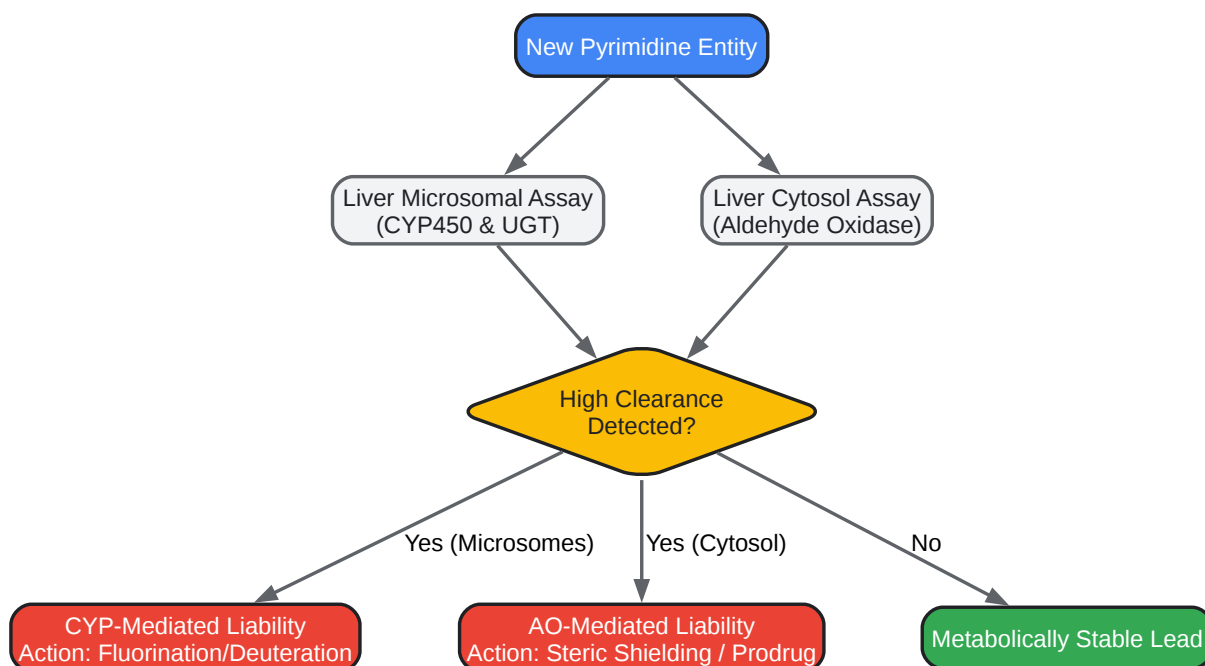 New Pyrimidine Entity
Liver Microsomal Assay
(CYP450 & UGT)
Liver Cytosol Assay
(Aldehyde Oxidase)
High Clearance
Detected?
Yes (Microsomes)
Yes (Cytosol)
No
CYP-Mediated Liability
Action: Fluorination/Deuteration
AO-Mediated Liability
Action: Steric Shielding / Prodrug
Metabolically Stable Lead